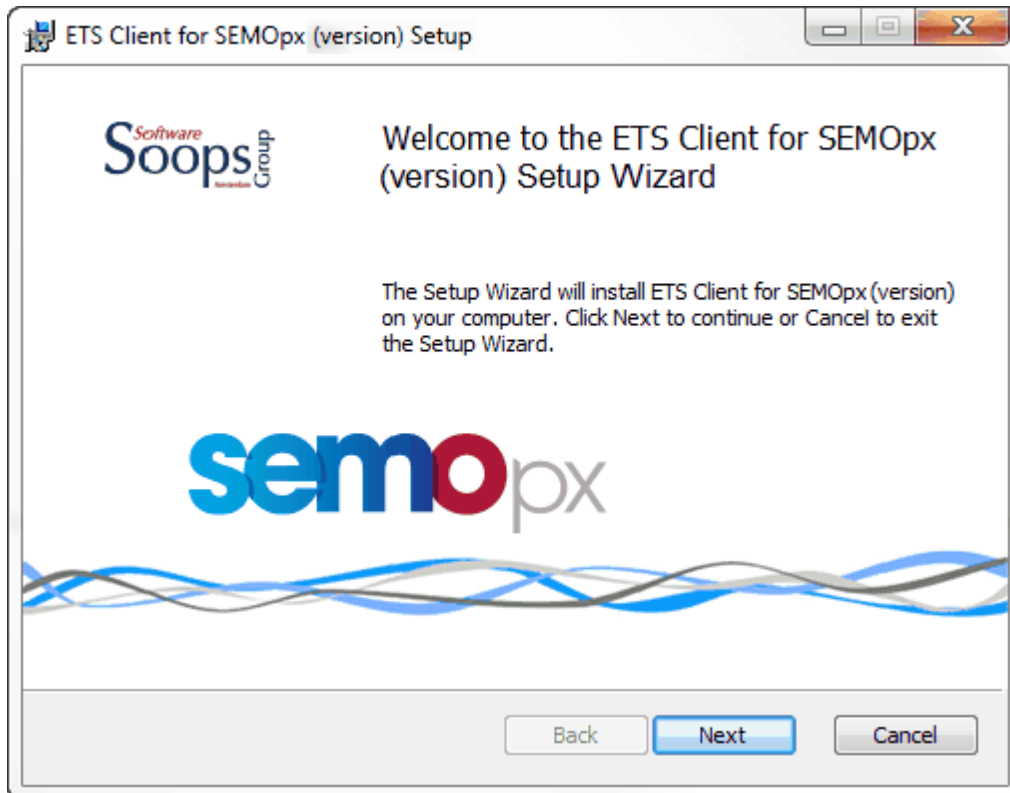 ETS Client for SEMOpx (version) Setup
Software
Soops
Group
Amsterdam
Welcome to the ETS Client for SEMOpx
(version) Setup Wizard
The Setup Wizard will install ETS Client for SEMOpx (version)
on your computer. Click Next to continue or Cancel to exit
the Setup Wizard.
semopx
Back
Next
Cancel